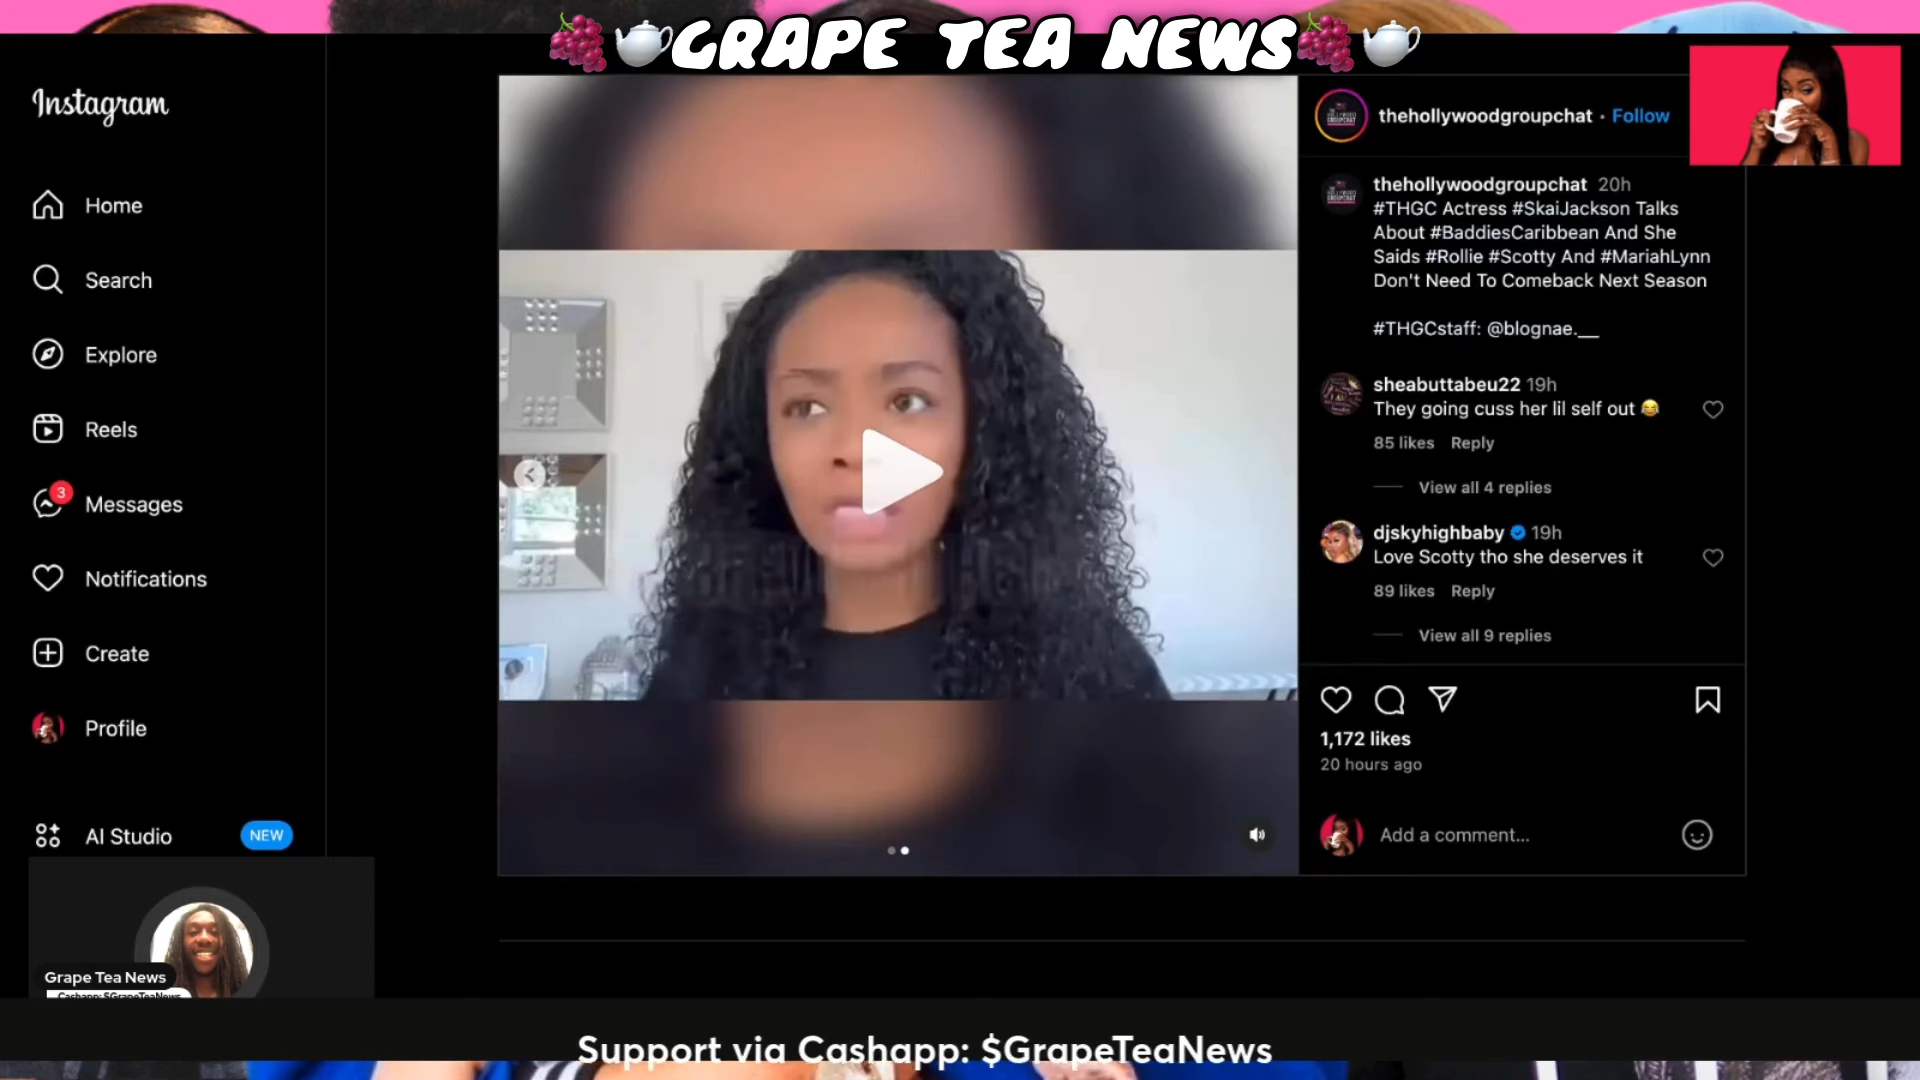 GRAPE TEA NEWS
Instagram
Home
Search
Explore
Reels
3
Messages
Notifications
Create
Profile
AI Studio
NEW
Grape Tea News
Cashapp: $GrapeTeaNews
thehollywoodgroupchat • Follow
thehollywoodgroupchat 20h
#THGC Actress #SkaiJackson Talks
About #BaddiesCaribbean And She
Saids #Rollie #Scotty And #MariahLynn
Don't Need To Comeback Next Season
#THGCstaff: @blognae.__
sheabuttabeu22 19h
They going cuss her lil self out 😂
85 likes Reply
View all 4 replies
djskyhighbaby 19h
Love Scotty tho she deserves it
89 likes Reply
View all 9 replies
1,172 likes
20 hours ago
Add a comment...
Support via Cashapp: $GrapeTeaNews